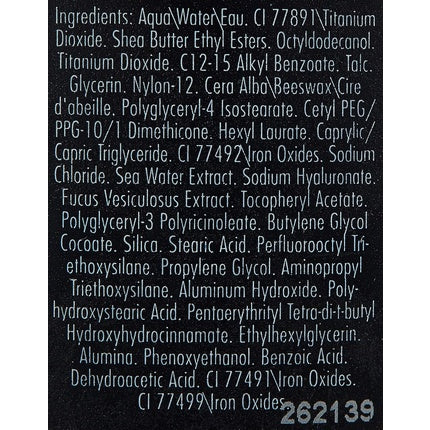 Ingredients: Aqua\Water\Eau. CI 77891\Titanium
Dioxide. Shea Butter Ethyl Esters. Octyldodecanol.
Titanium Dioxide. C12-15 Alkyl Benzoate. Talc.
Glycerin. Nylon-12. Cera Alba\Beeswax\Cire
d'abeille. Polyglyceryl-4 Isostearate. Cetyl PEG/
PPG-10/1 Dimethicone. Hexyl Laurate. Caprylic/
Capric Triglyceride. CI 77492\Iron Oxides. Sodium
Chloride. Sea Water Extract. Sodium Hyaluronate.
Fucus Vesiculosus Extract. Tocopheryl Acetate.
Polyglyceryl-3 Polyricinoleate. Butylene Glycol
Cocoate. Silica. Stearic Acid. Perfluorooctyl Tri-
ethoxysilane. Propylene Glycol. Aminopropyl
Triethoxysilane. Aluminum Hydroxide. Poly-
hydroxystearic Acid. Pentaerythrityl Tetra-di-t-butyl
Hydroxyhydrocinnamate. Ethylhexylglycerin.
Alumina. Phenoxyethanol. Benzoic Acid.
Dehydroacetic Acid. CI 77491\Iron Oxides.
CI 77499\Iron Oxides.
262139